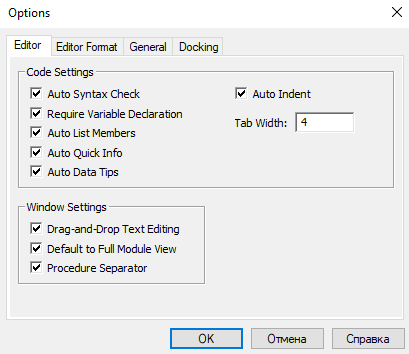 Options
Editor Editor Format General Docking
Code Settings
Auto Syntax Check Auto Indent
Require Variable Declaration Tab Width: 4
Auto List Members
Auto Quick Info
Auto Data Tips
Window Settings
Drag-and-Drop Text Editing
Default to Full Module View
Procedure Separator
OK Отмена Справка